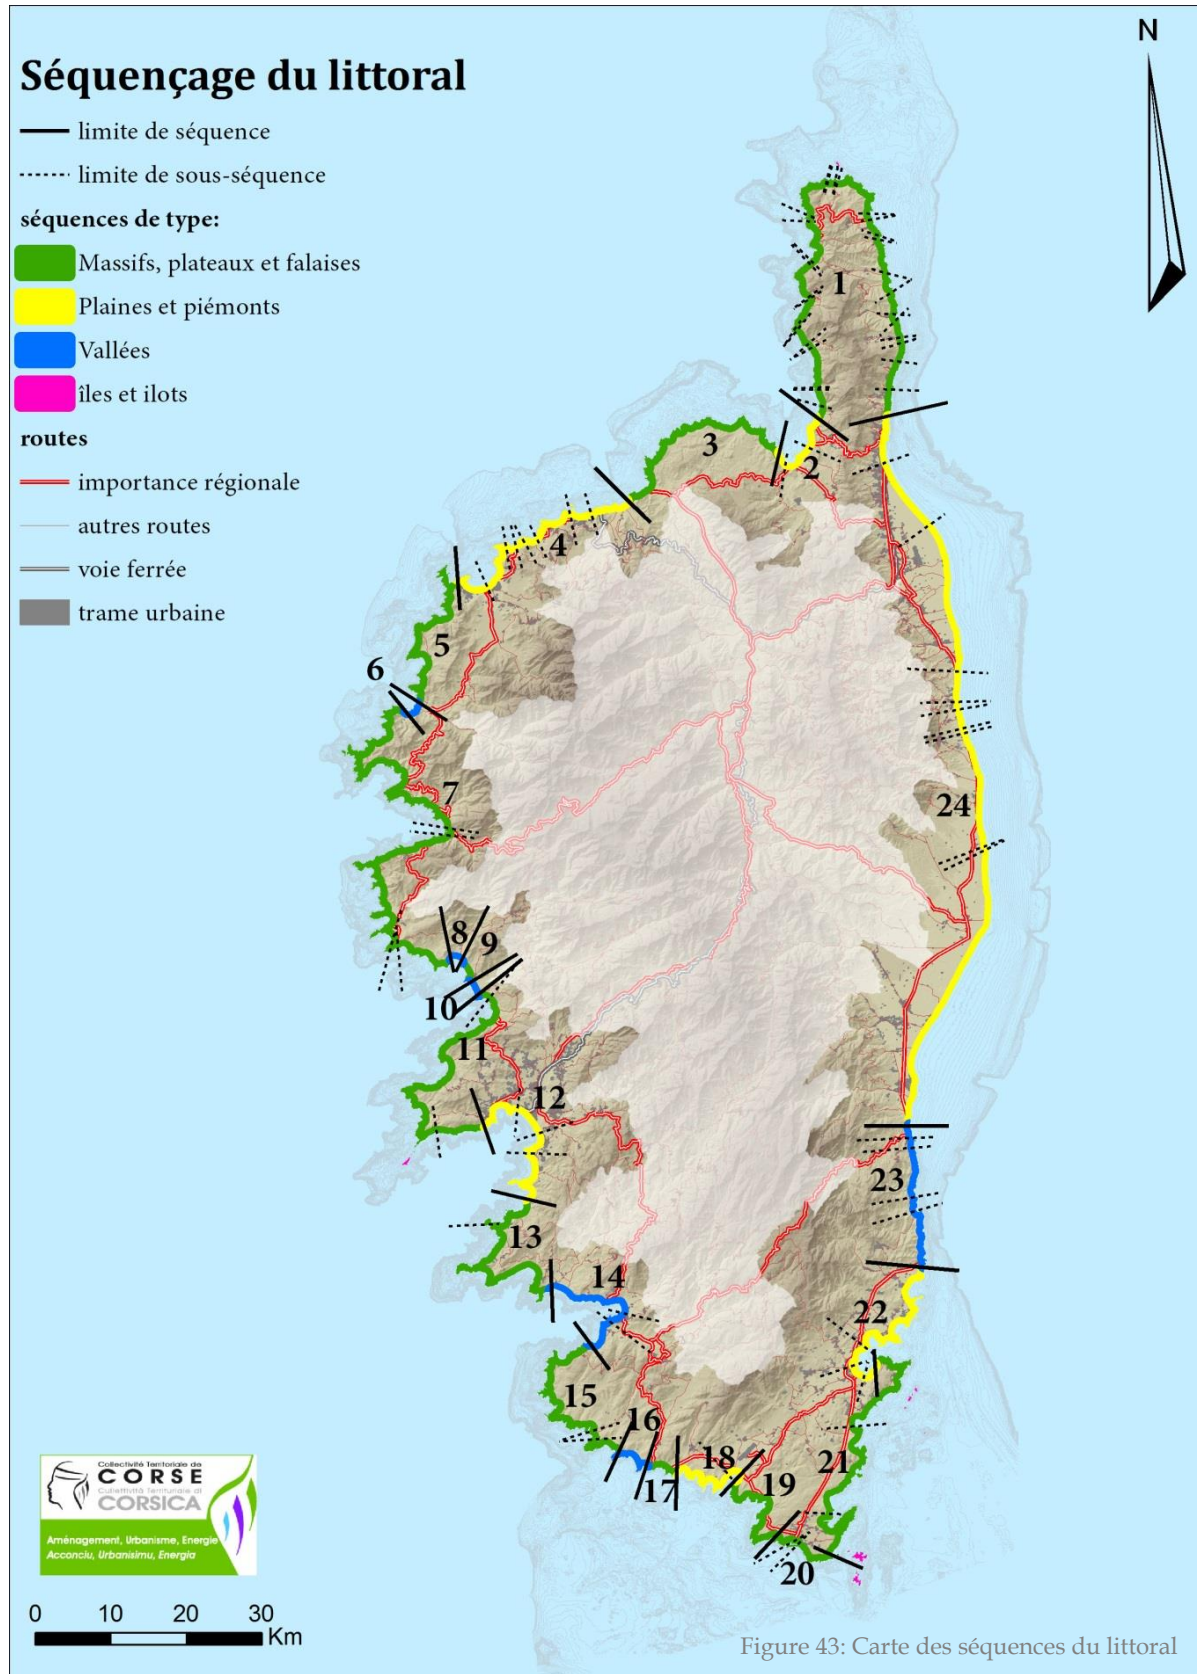 Séquençage du littoral
N
limite de séquence
limite de sous-séquence
séquences de type:
Massifs, plateaux et falaises
Plaines et piémonts
Vallées
îles et ilots
routes
importance régionale
autres routes
voie ferrée
trame urbaine
1
2
3
4
5
6
7
8
9
10
11
12
13
14
15
16
17
18
19
20
21
22
23
24
Collectivité Territoriale de
CORSE
Cullettività Territuriale di
CORSICA
Aménagement, Urbanisme, Energie
Acconciu, Urbanisimu, Energia
0 10 20 30
Km
Figure 43: Carte des séquences du littoral